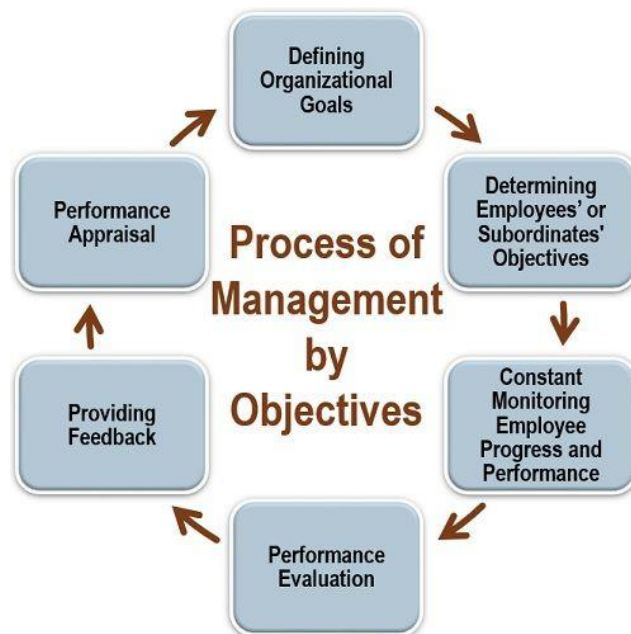 Defining
Organizational
Goals
Determining
Employees’ or
Subordinates'
Objectives
Constant
Monitoring
Employee
Progress and
Performance
Performance
Evaluation
Providing
Feedback
Performance
Appraisal
Process of
Management
by
Objectives